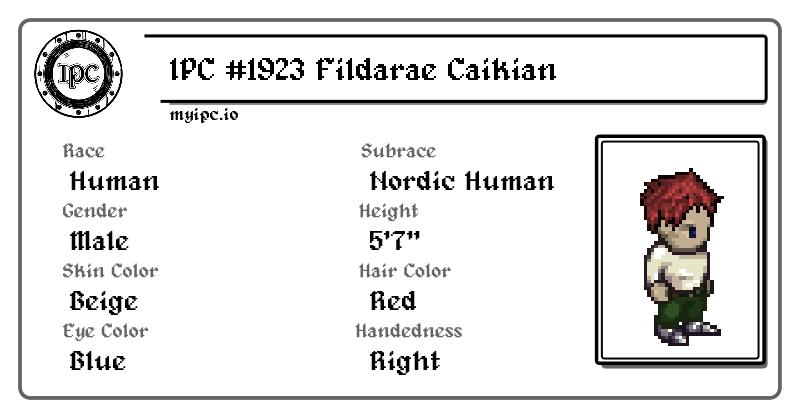 IPC
IPC #1923 Fildarae Caikian
myipc.io
Race
Human
Subrace
Nordic Human
Gender
Male
Height
5'7"
Skin Color
Beige
Hair Color
Red
Eye Color
Blue
Handedness
Right